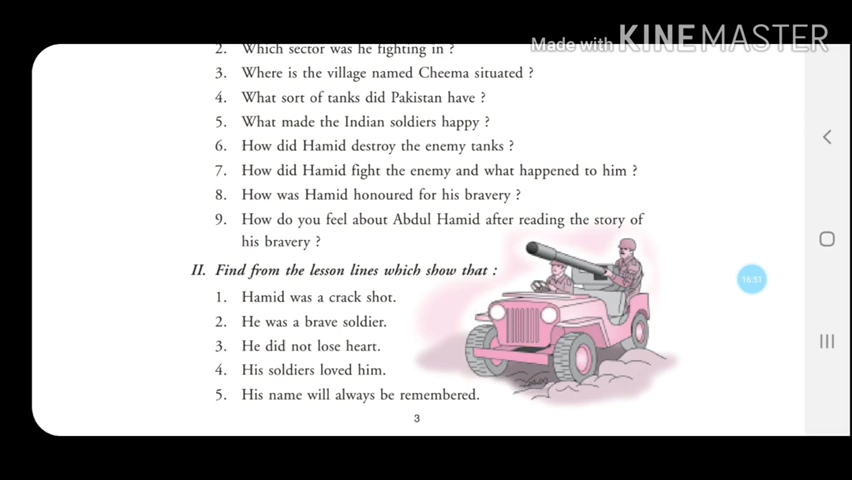 Made with KINEMASTER
2. Which sector was he fighting in ?
3. Where is the village named Cheema situated ?
4. What sort of tanks did Pakistan have ?
5. What made the Indian soldiers happy ?
6. How did Hamid destroy the enemy tanks ?
7. How did Hamid fight the enemy and what happened to him ?
8. How was Hamid honoured for his bravery ?
9. How do you feel about Abdul Hamid after reading the story of
his bravery ?
II. Find from the lesson lines which show that :
1. Hamid was a crack shot.
2. He was a brave soldier.
3. He did not lose heart.
4. His soldiers loved him.
5. His name will always be remembered.
3
16:51